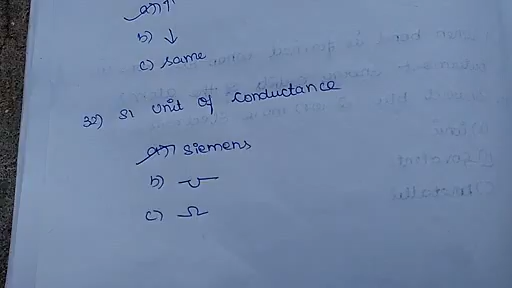 a) ↑
b) ↓
c) same
32) SI unit of conductance
a) Siemens
b) ℧
c) Ω